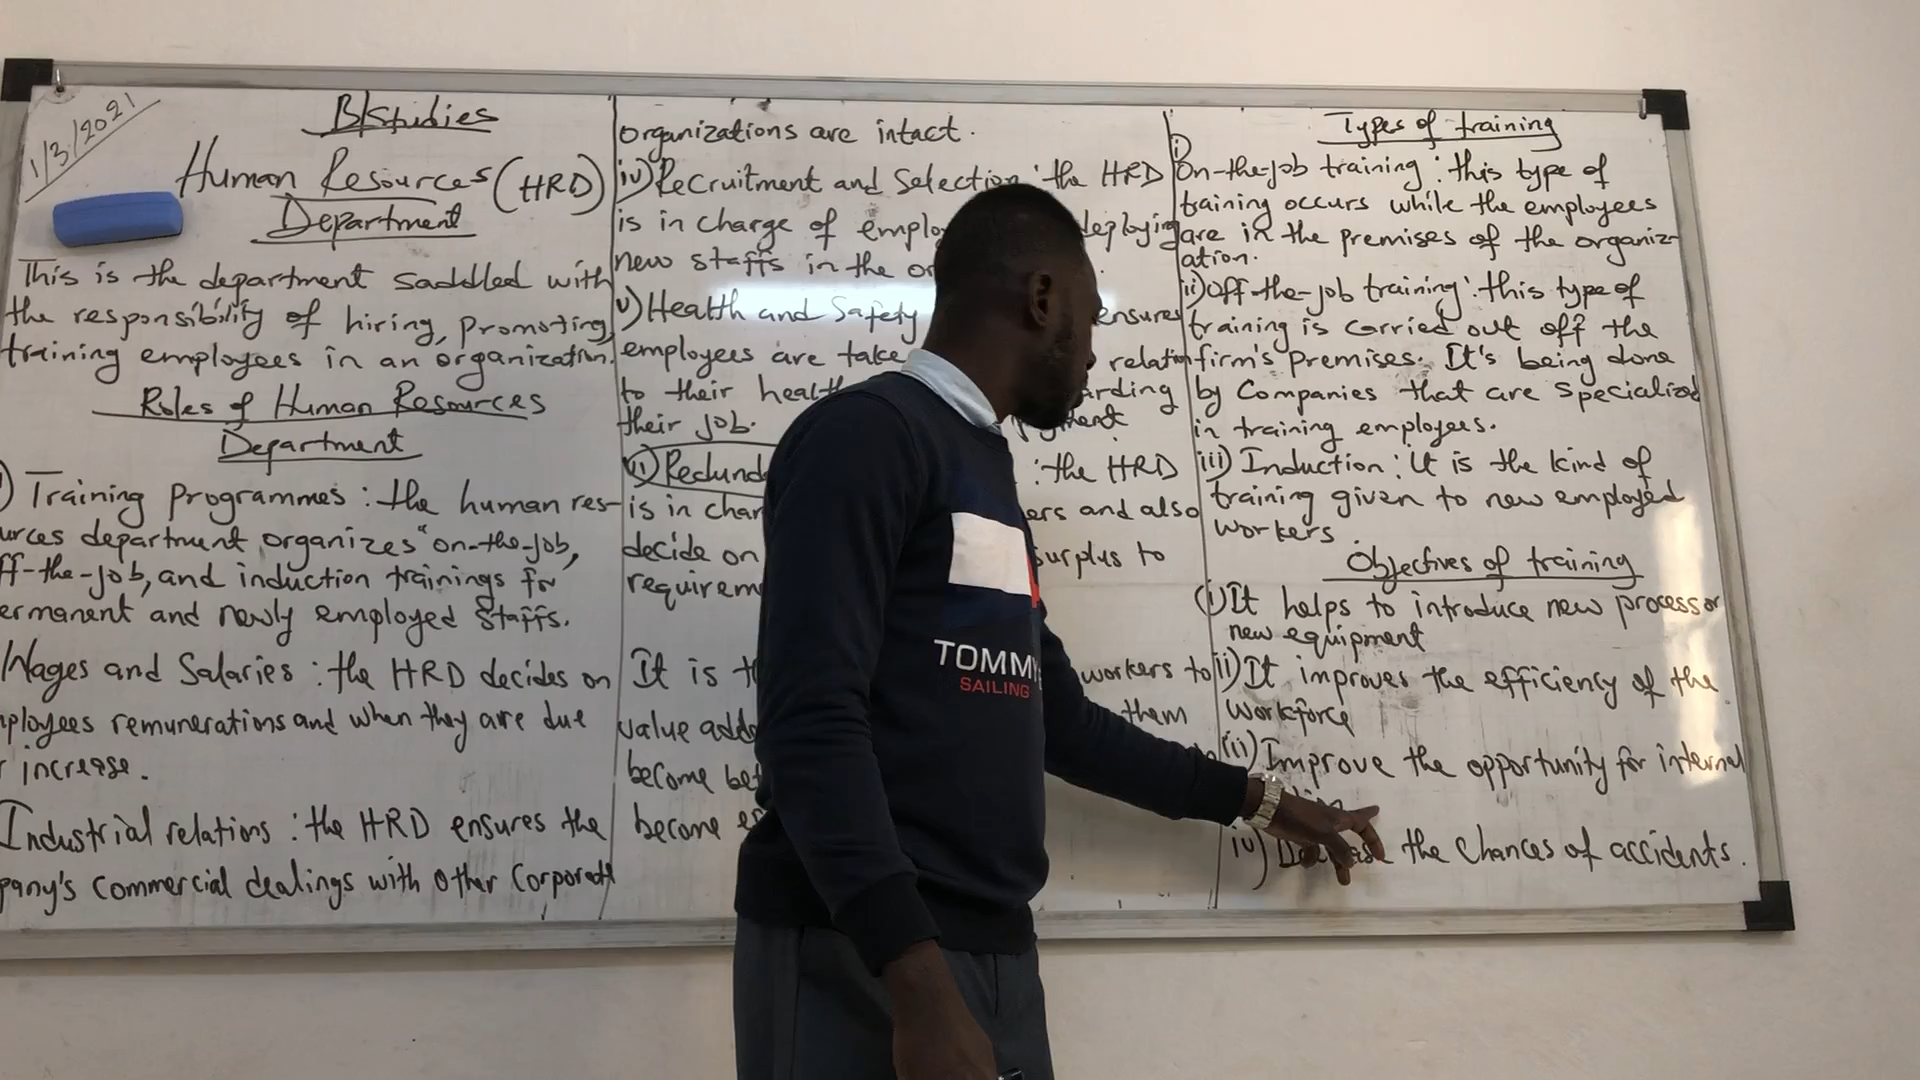 1/3/2021
B/Studies
Human Resources (HRD)
Department
This is the department saddled with
the responsibility of hiring, promoting,
training employees in an organization.
Roles of Human Resources
Department
) Training Programmes : the human res-
urces department organizes "on-the-job,
ff-the-job, and induction trainings for
ermanent and newly employed staffs.
Wages and Salaries : the HRD decides on
ployees remunerations and when they are due
r increase.
Industrial relations : the HRD ensures the
pany's commercial dealings with other Corporate
organizations are intact.
iv) Recruitment and Selection : the HRD
is in charge of emplo deploying
new staffs in the or
v) Health and Safety ensures
employees are take relation
to their health arding
their job.
vi) Redund : the HRD
is in char ers and also
decide on surplus to
requirem
It is th workers to
value adde them
become bet
become e
Types of training
i) On-the-job training : this type of
training occurs while the employees
are in the premises of the organiz-
ation.
ii) Off-the-job training : this type of
training is carried out off the
firm's premises. It's being done
by Companies that are specialized
in training employees.
iii) Induction : it is the kind of
training given to new employed
workers.
Objectives of training
(i) It helps to introduce new process or
new equipment
ii) It improves the efficiency of the
workforce
iii) Improve the opportunity for internal
iv) the chances of accidents.
TOMMY
SAILING